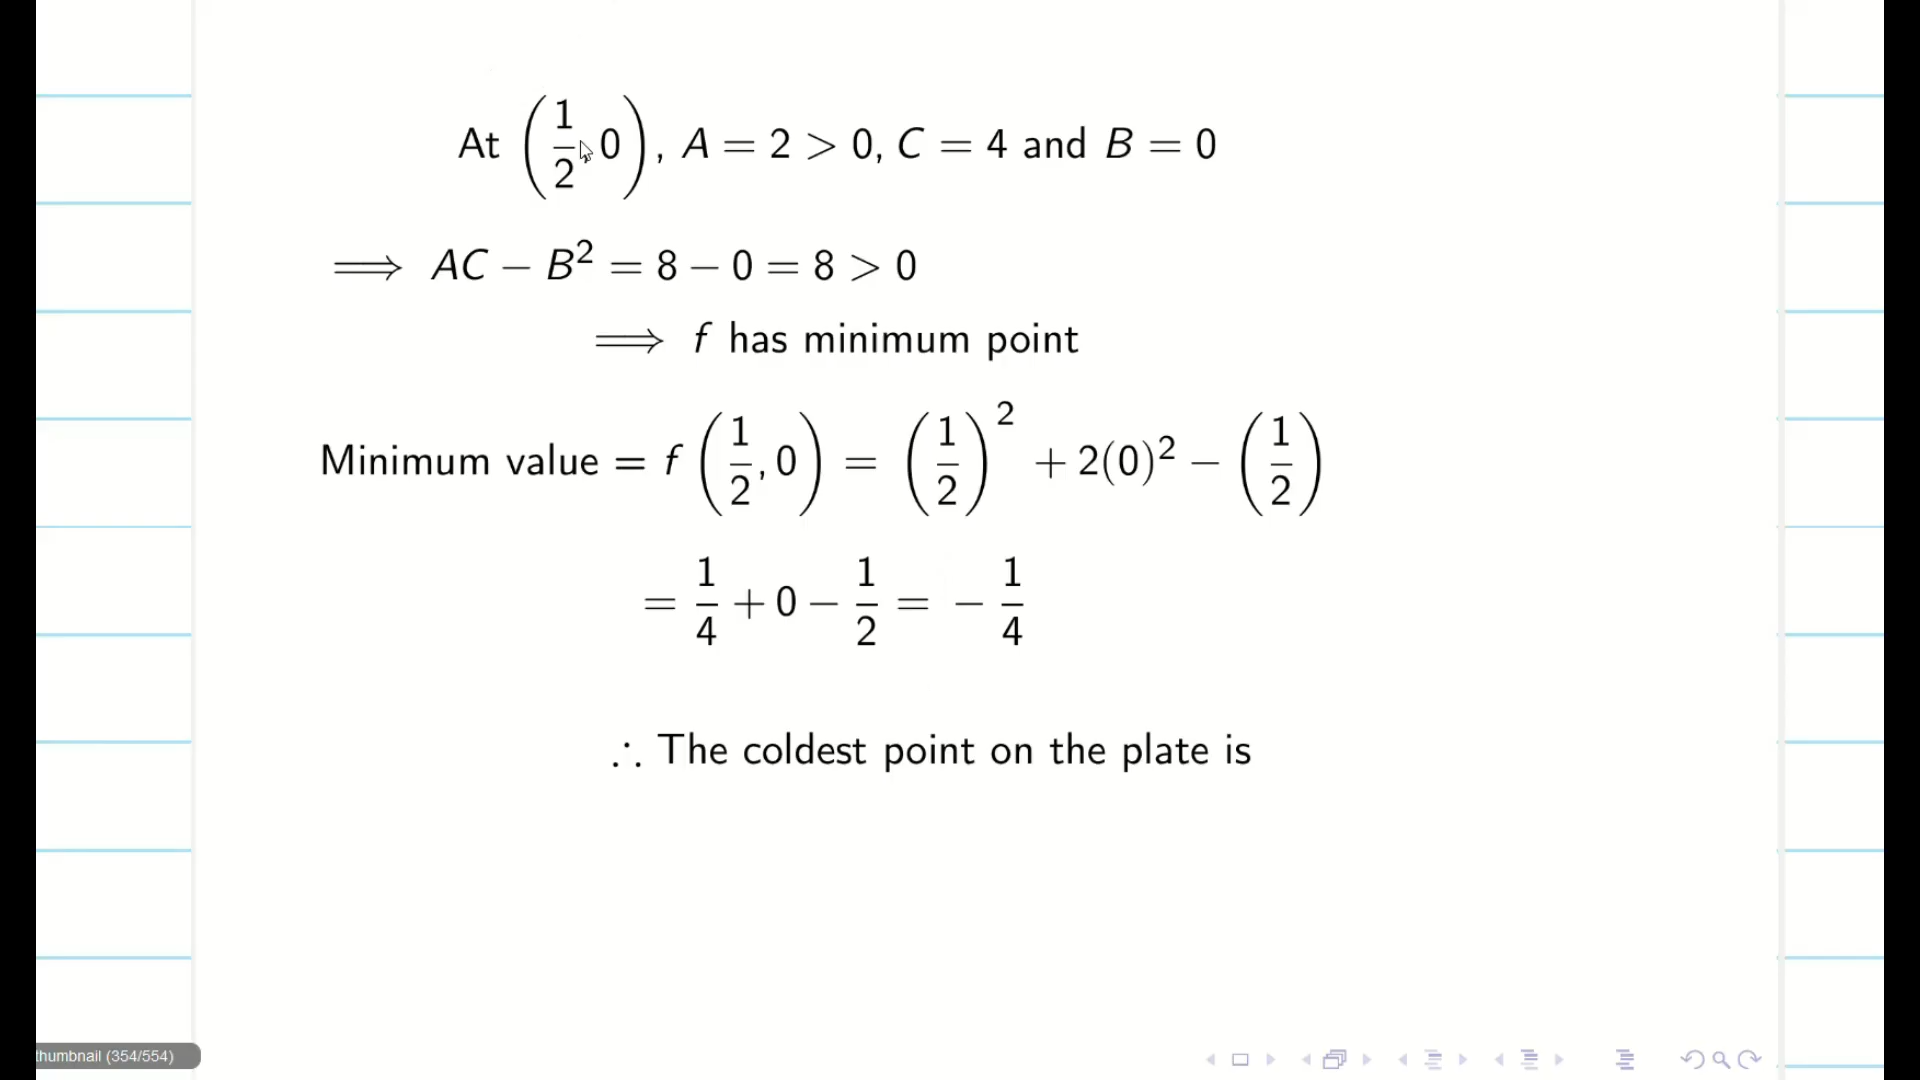 At (1/2, 0), A = 2 > 0, C = 4 and B = 0
⟹ AC − B² = 8 − 0 = 8 > 0
⟹ f has minimum point
Minimum value = f (1/2, 0) = (1/2)² + 2(0)² − (1/2)
= 1/4 + 0 − 1/2 = − 1/4
∴ The coldest point on the plate is
thumbnail (354/554)